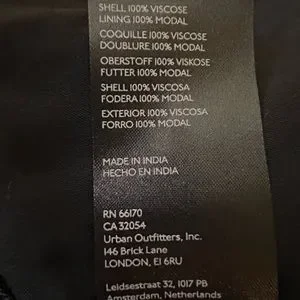 SHELL 100% VISCOSE
LINING 100% MODAL
COQUILLE 100% VISCOSE
DOUBLURE 100% MODAL
OBERSTOFF 100% VISKOSE
FUTTER 100% MODAL
SHELL 100% VISCOSA
FODERA 100% MODAL
EXTERIOR 100% VISCOSA
FORRO 100% MODAL
MADE IN INDIA
HECHO EN INDIA
RN 66170
CA 32054
Urban Outfitters, Inc.
146 Brick Lane
LONDON, E1 6RU
Leidsestraat 32, 1017 PB
Amsterdam, Netherlands